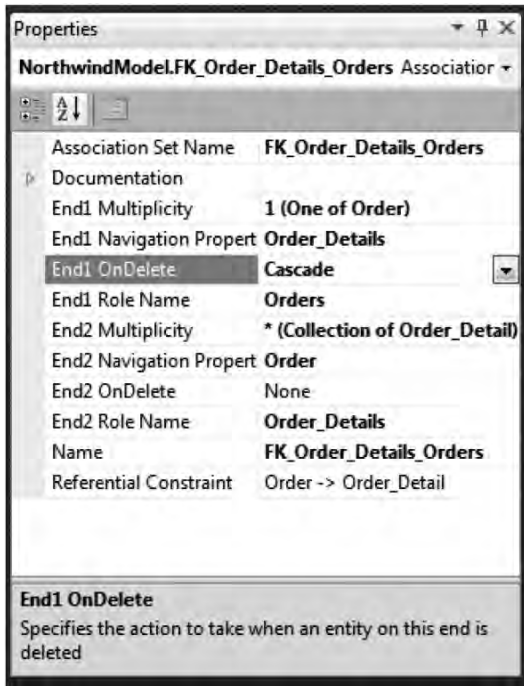 Properties
NorthwindModel.FK_Order_Details_Orders Association
Association Set Name FK_Order_Details_Orders
Documentation
End1 Multiplicity 1 (One of Order)
End1 Navigation Propert Order_Details
End1 OnDelete Cascade
End1 Role Name Orders
End2 Multiplicity * (Collection of Order_Detail)
End2 Navigation Propert Order
End2 OnDelete None
End2 Role Name Order_Details
Name FK_Order_Details_Orders
Referential Constraint Order -> Order_Detail
End1 OnDelete
Specifies the action to take when an entity on this end is
deleted